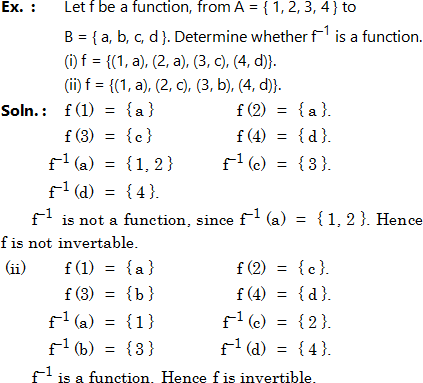 Ex. : Let f be a function, from A = { 1, 2, 3, 4 } to
B = { a, b, c, d }. Determine whether f⁻¹ is a function.
(i) f = {(1, a), (2, a), (3, c), (4, d)}.
(ii) f = {(1, a), (2, c), (3, b), (4, d)}.
Soln. : f (1) = { a } f (2) = { a }.
f (3) = { c } f (4) = { d }.
f⁻¹ (a) = { 1, 2 } f⁻¹ (c) = { 3 }.
f⁻¹ (d) = { 4 }.
f⁻¹ is not a function, since f⁻¹ (a) = { 1, 2 }. Hence
f is not invertable.
(ii) f (1) = { a } f (2) = { c }.
f (3) = { b } f (4) = { d }.
f⁻¹ (a) = { 1 } f⁻¹ (c) = { 2 }.
f⁻¹ (b) = { 3 } f⁻¹ (d) = { 4 }.
f⁻¹ is a function. Hence f is invertible.